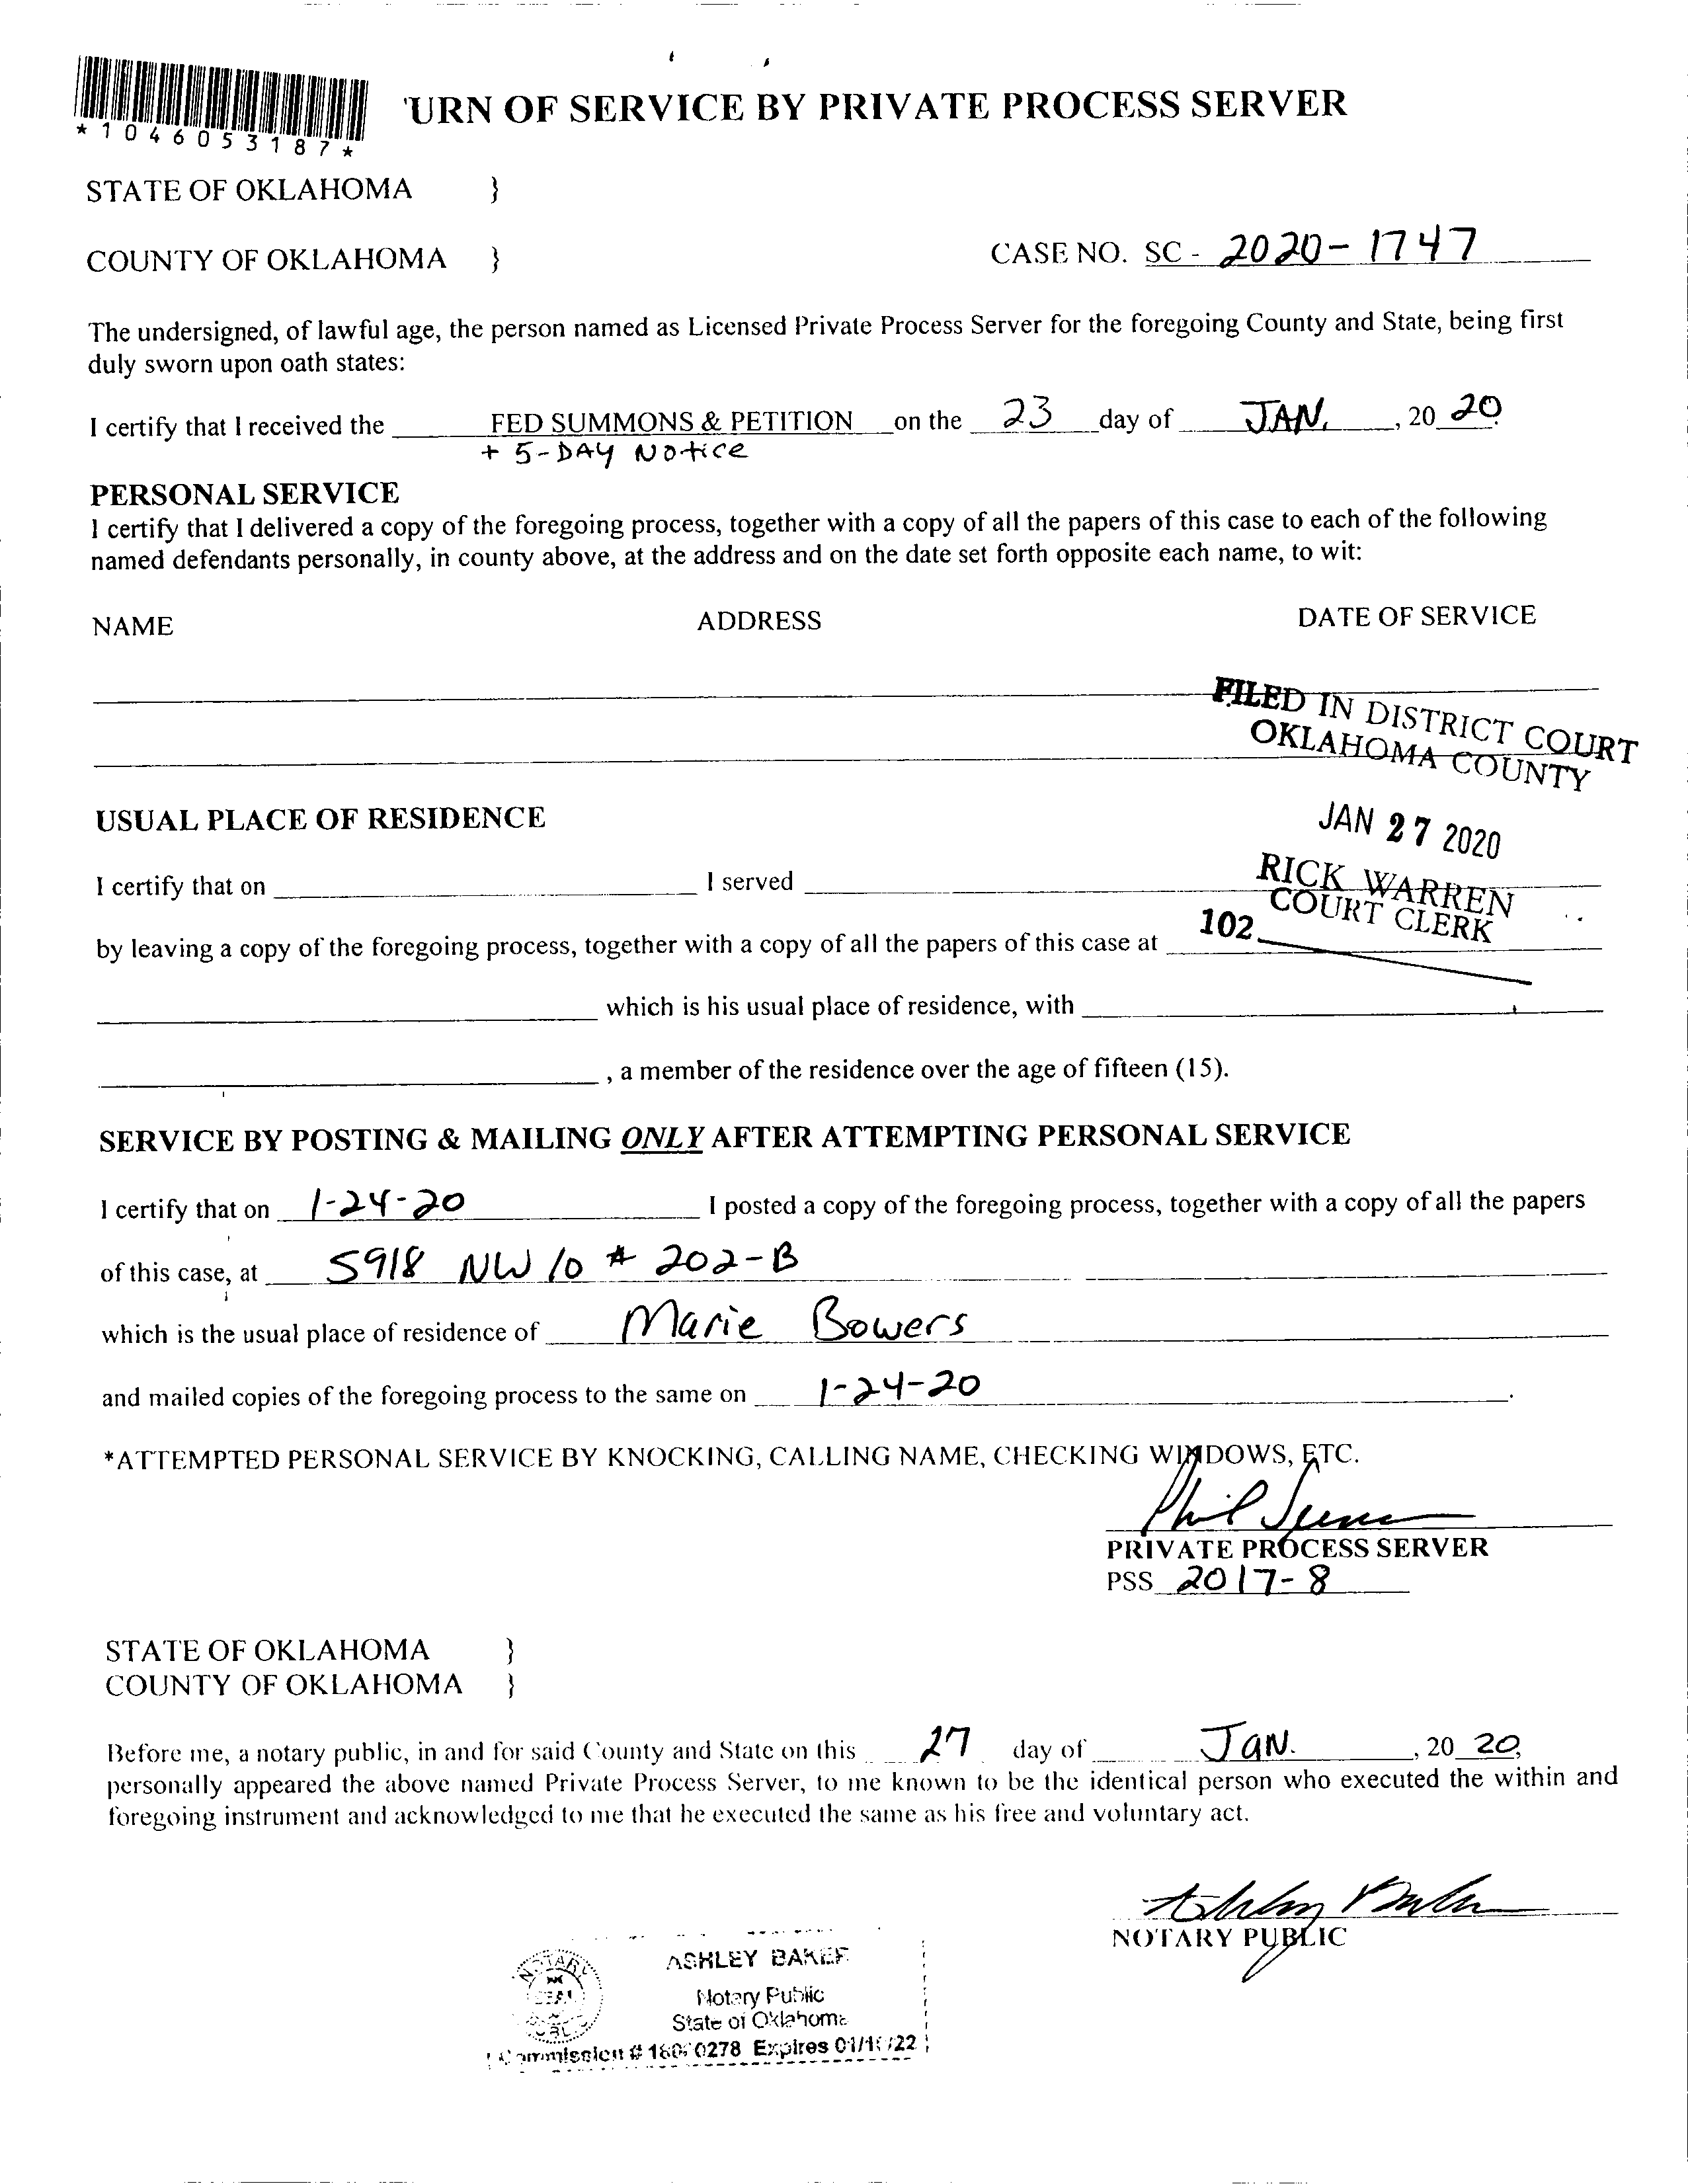 *1046053187*
'URN OF SERVICE BY PRIVATE PROCESS SERVER
STATE OF OKLAHOMA }
COUNTY OF OKLAHOMA } CASE NO. SC - 2020-1747
The undersigned, of lawful age, the person named as Licensed Private Process Server for the foregoing County and State, being first
duly sworn upon oath states:
I certify that I received the FED SUMMONS & PETITION on the 23 day of JAN. , 20 20
+ 5-DAY Notice
PERSONAL SERVICE
I certify that I delivered a copy of the foregoing process, together with a copy of all the papers of this case to each of the following
named defendants personally, in county above, at the address and on the date set forth opposite each name, to wit:
NAME ADDRESS DATE OF SERVICE
FILED IN DISTRICT COURT
OKLAHOMA COUNTY
JAN 27 2020
RICK WARREN
COURT CLERK
102
USUAL PLACE OF RESIDENCE
I certify that on I served
by leaving a copy of the foregoing process, together with a copy of all the papers of this case at
which is his usual place of residence, with
, a member of the residence over the age of fifteen (15).
SERVICE BY POSTING & MAILING ONLY AFTER ATTEMPTING PERSONAL SERVICE
I certify that on 1-24-20 I posted a copy of the foregoing process, together with a copy of all the papers
of this case, at 5918 NW 10 # 202-B
which is the usual place of residence of Marie Bowers
and mailed copies of the foregoing process to the same on 1-24-20 .
*ATTEMPTED PERSONAL SERVICE BY KNOCKING, CALLING NAME, CHECKING WINDOWS, ETC.
Phil
PRIVATE PROCESS SERVER
PSS 2017-8
STATE OF OKLAHOMA }
COUNTY OF OKLAHOMA }
Before me, a notary public, in and for said County and State on this 27 day of JAN. , 20 20,
personally appeared the above named Private Process Server, to me known to be the identical person who executed the within and
foregoing instrument and acknowledged to me that he executed the same as his free and voluntary act.
Ashley Baker
NOTARY PUBLIC
ASHLEY BAKER
Notary Public
State of Oklahoma
Commission # Expires